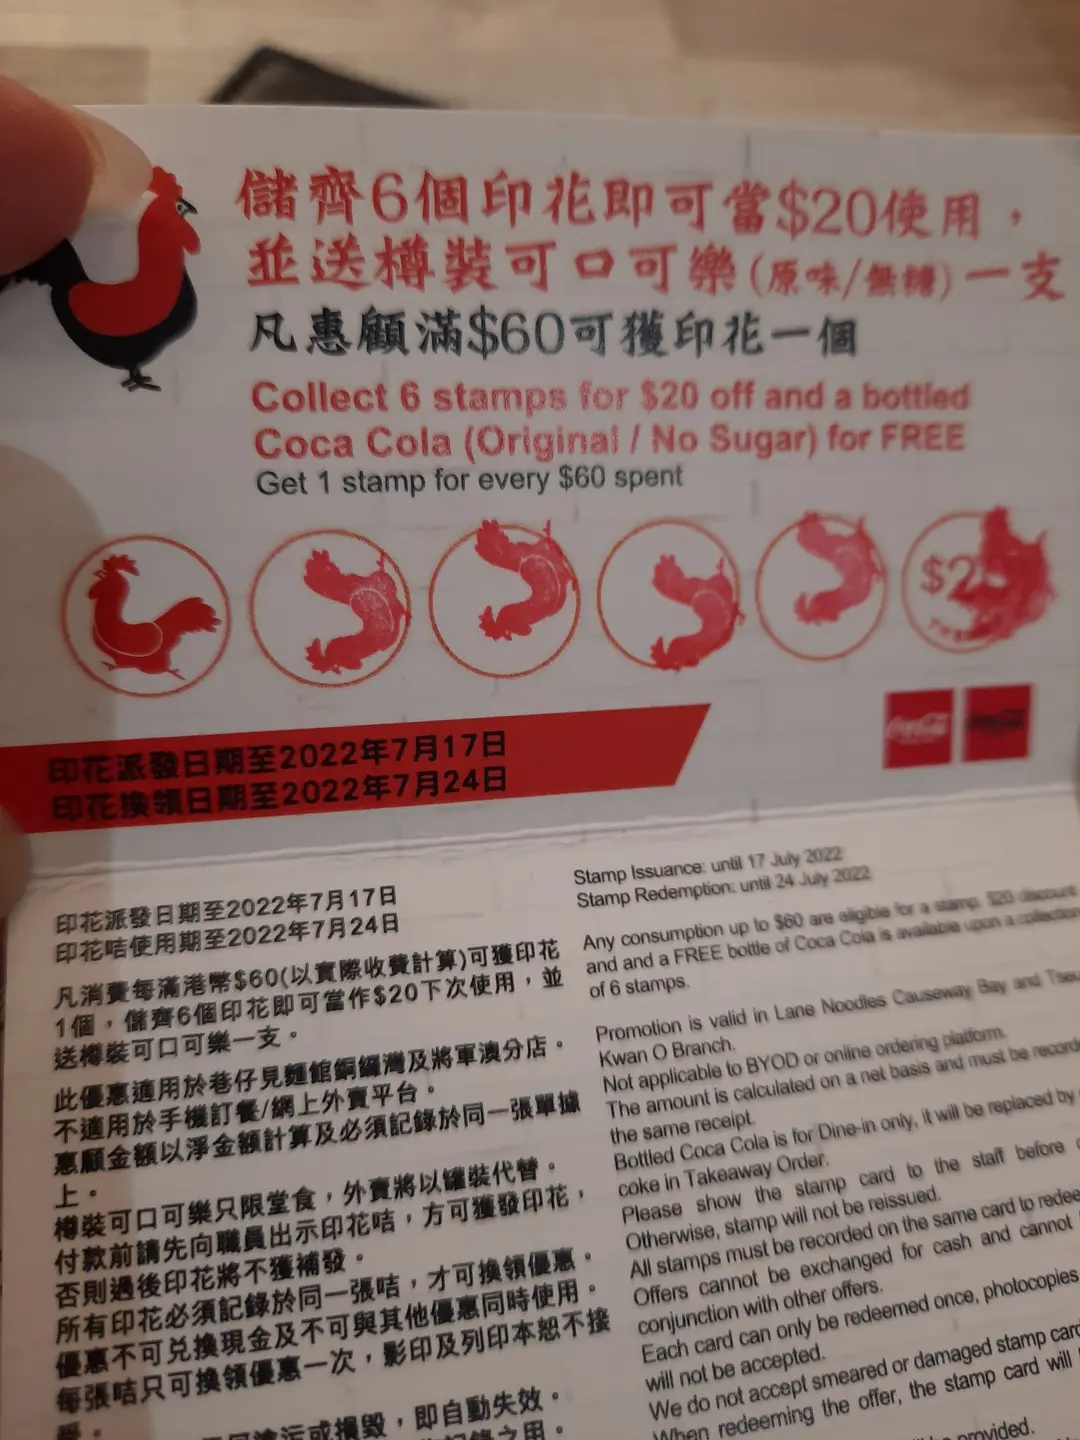 儲齊6個印花即可當$20使用，
並送樽裝可口可樂(原味/無糖)一支
凡惠顧滿$60可獲印花一個
Collect 6 stamps for $20 off and a bottled
Coca Cola (Original / No Sugar) for FREE
Get 1 stamp for every $60 spent
$2
Coca-Cola
印花派發日期至2022年7月17日
印花換領日期至2022年7月24日
印花派發日期至2022年7月17日
印花咭使用期至2022年7月24日
凡消費每滿港幣$60(以實際收費計算)可獲印花
1個，儲齊6個印花即可當作$20下次使用，並
送樽裝可口可樂一支。
此優惠適用於巷仔見麵館銅鑼灣及將軍澳分店。
不適用於手機訂餐/網上外賣平台。
惠顧金額以淨金額計算及必須記錄於同一張單據
上。
樽裝可口可樂只限堂食，外賣將以罐裝代替。
付款前請先向職員出示印花咭，方可獲發印花，
否則過後印花將不獲補發。
所有印花必須記錄於同一張咭，才可換領優惠。
優惠不可兌換現金及不可與其他優惠同時使用。
每張咭只可換領優惠一次，影印及列印本恕不接
受。
污或損毀，即自動失效。
記錄之用。
Stamp Issuance: until 17 July 2022
Stamp Redemption: until 24 July 2022
Any consumption up to $60 are eligible for a stamp. $20 discount
and and a FREE bottle of Coca Cola is available upon a collection
of 6 stamps.
Promotion is valid in Lane Noodles Causeway Bay and Tseu
Kwan O Branch.
Not applicable to BYOD or online ordering platform.
The amount is calculated on a net basis and must be record
the same receipt.
Bottled Coca Cola is for Dine-in only, it will be replaced by
coke in Takeaway Order.
Please show the stamp card to the staff before
Otherwise, stamp will not be reissued.
All stamps must be recorded on the same card to redee
Offers cannot be exchanged for cash and cannot
conjunction with other offers.
Each card can only be redeemed once, photocopies
will not be accepted.
We do not accept smeared or damaged stamp card
When redeeming the offer, the stamp card will
provided.